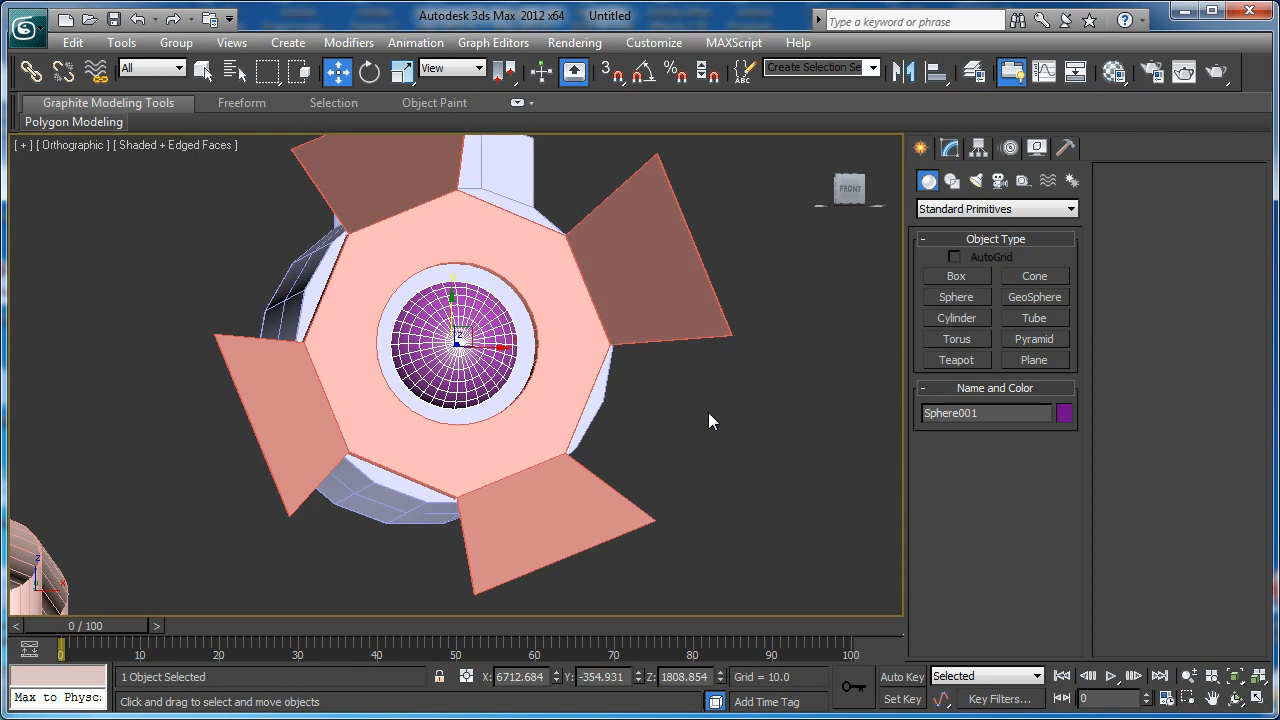 Autodesk 3ds Max 2012 x64 Untitled
Type a keyword or phrase
Edit Tools Group Views Create Modifiers Animation Graph Editors Rendering Customize MAXScript Help
All View 3 Create Selection Se
Graphite Modeling Tools Freeform Selection Object Paint
Polygon Modeling
[ + ] [ Orthographic ] [ Shaded + Edged Faces ]
FRONT
Standard Primitives
- Object Type
AutoGrid
Box Cone
Sphere GeoSphere
Cylinder Tube
Torus Pyramid
Teapot Plane
- Name and Color
Sphere001
z
x
< 0 / 100 >
0 10 20 30 40 50 60 70 80 90 100
1 Object Selected X: 6712.684 Y: -354.931 Z: 1808.854 Grid = 10.0 Auto Key Selected
Max to Physca Click and drag to select and move objects Add Time Tag Set Key Key Filters... 0